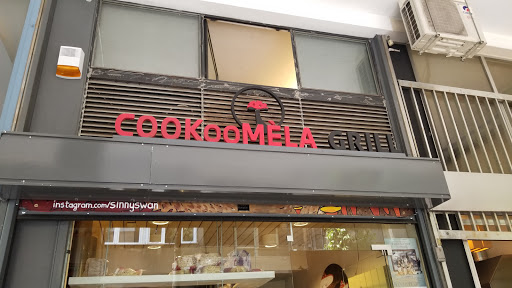 COOKooMÈLA GRILL
instagram.com/sinnyswan